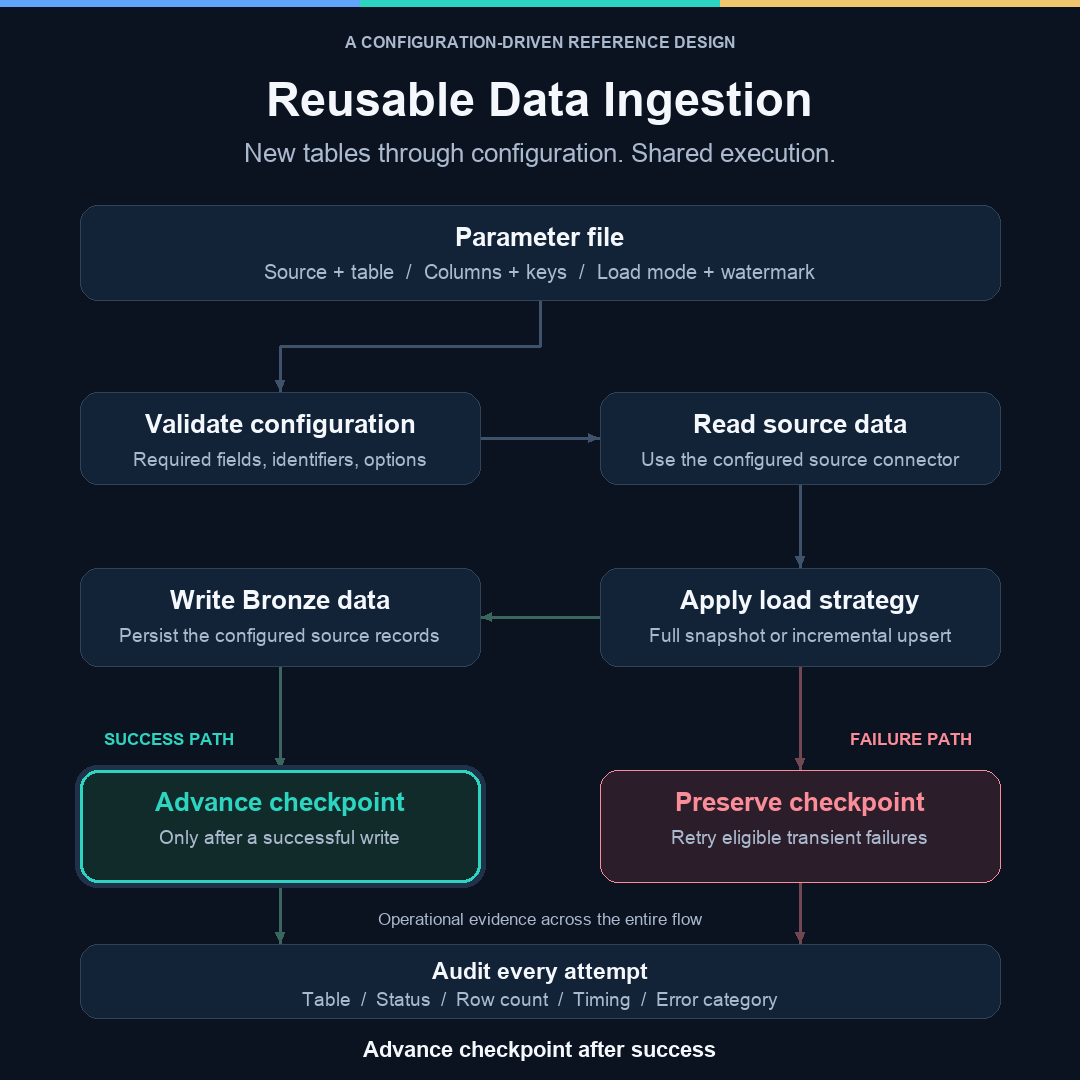 A CONFIGURATION-DRIVEN REFERENCE DESIGN
Reusable Data Ingestion
New tables through configuration. Shared execution.
Parameter file
Source + table / Columns + keys / Load mode + watermark
Validate configuration
Required fields, identifiers, options
Read source data
Use the configured source connector
Write Bronze data
Persist the configured source records
Apply load strategy
Full snapshot or incremental upsert
SUCCESS PATH
FAILURE PATH
Advance checkpoint
Only after a successful write
Preserve checkpoint
Retry eligible transient failures
Operational evidence across the entire flow
Audit every attempt
Table / Status / Row count / Timing / Error category
Advance checkpoint after success